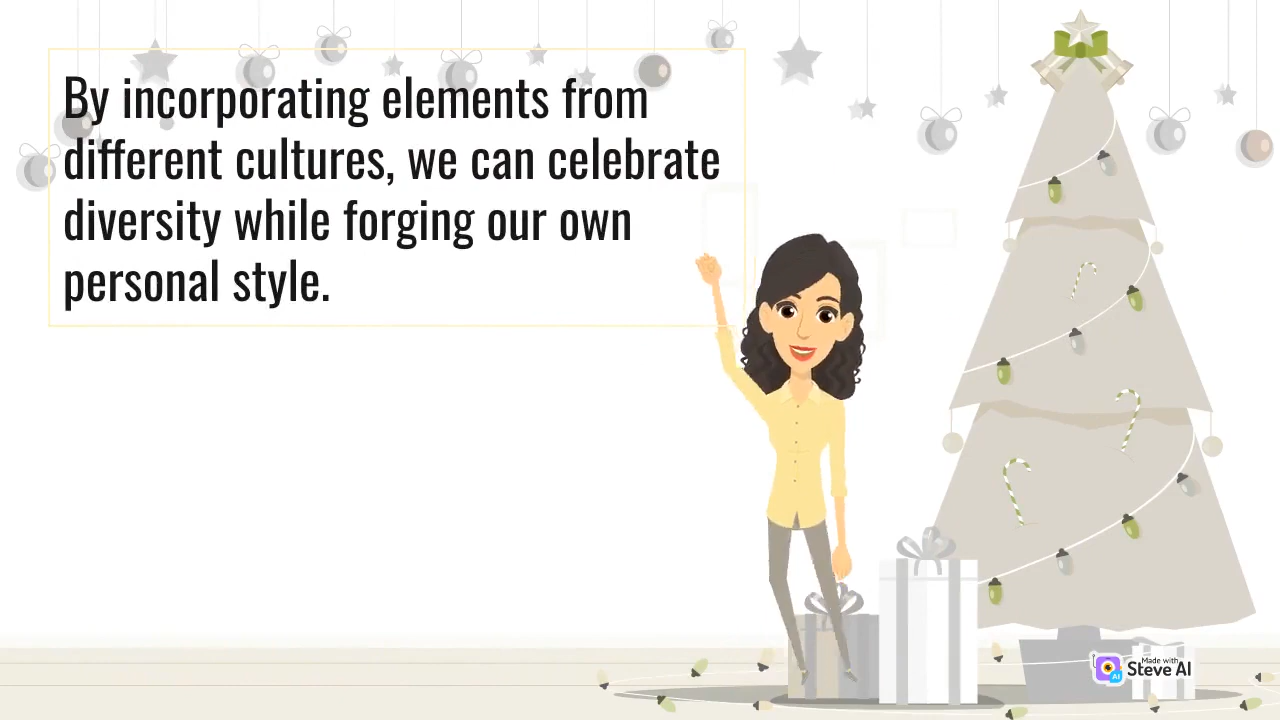 By incorporating elements from
different cultures, we can celebrate
diversity while forging our own
personal style.
Made with
Steve AI
AI